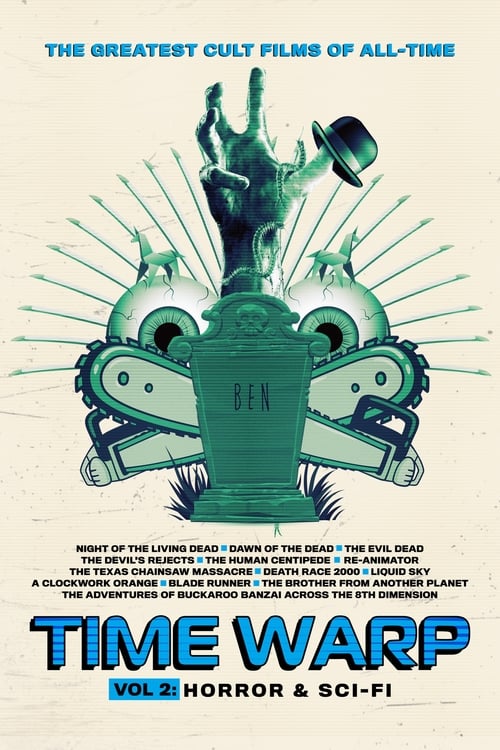 THE GREATEST CULT FILMS OF ALL-TIME
BEN
NIGHT OF THE LIVING DEAD ■ DAWN OF THE DEAD ■ THE EVIL DEAD
THE DEVIL'S REJECTS ■ THE HUMAN CENTIPEDE ■ RE-ANIMATOR
THE TEXAS CHAINSAW MASSACRE ■ DEATH RACE 2000 ■ LIQUID SKY
A CLOCKWORK ORANGE ■ BLADE RUNNER ■ THE BROTHER FROM ANOTHER PLANET
THE ADVENTURES OF BUCKAROO BANZAI ACROSS THE 8TH DIMENSION
TIME WARP
VOL 2: HORROR & SCI-FI